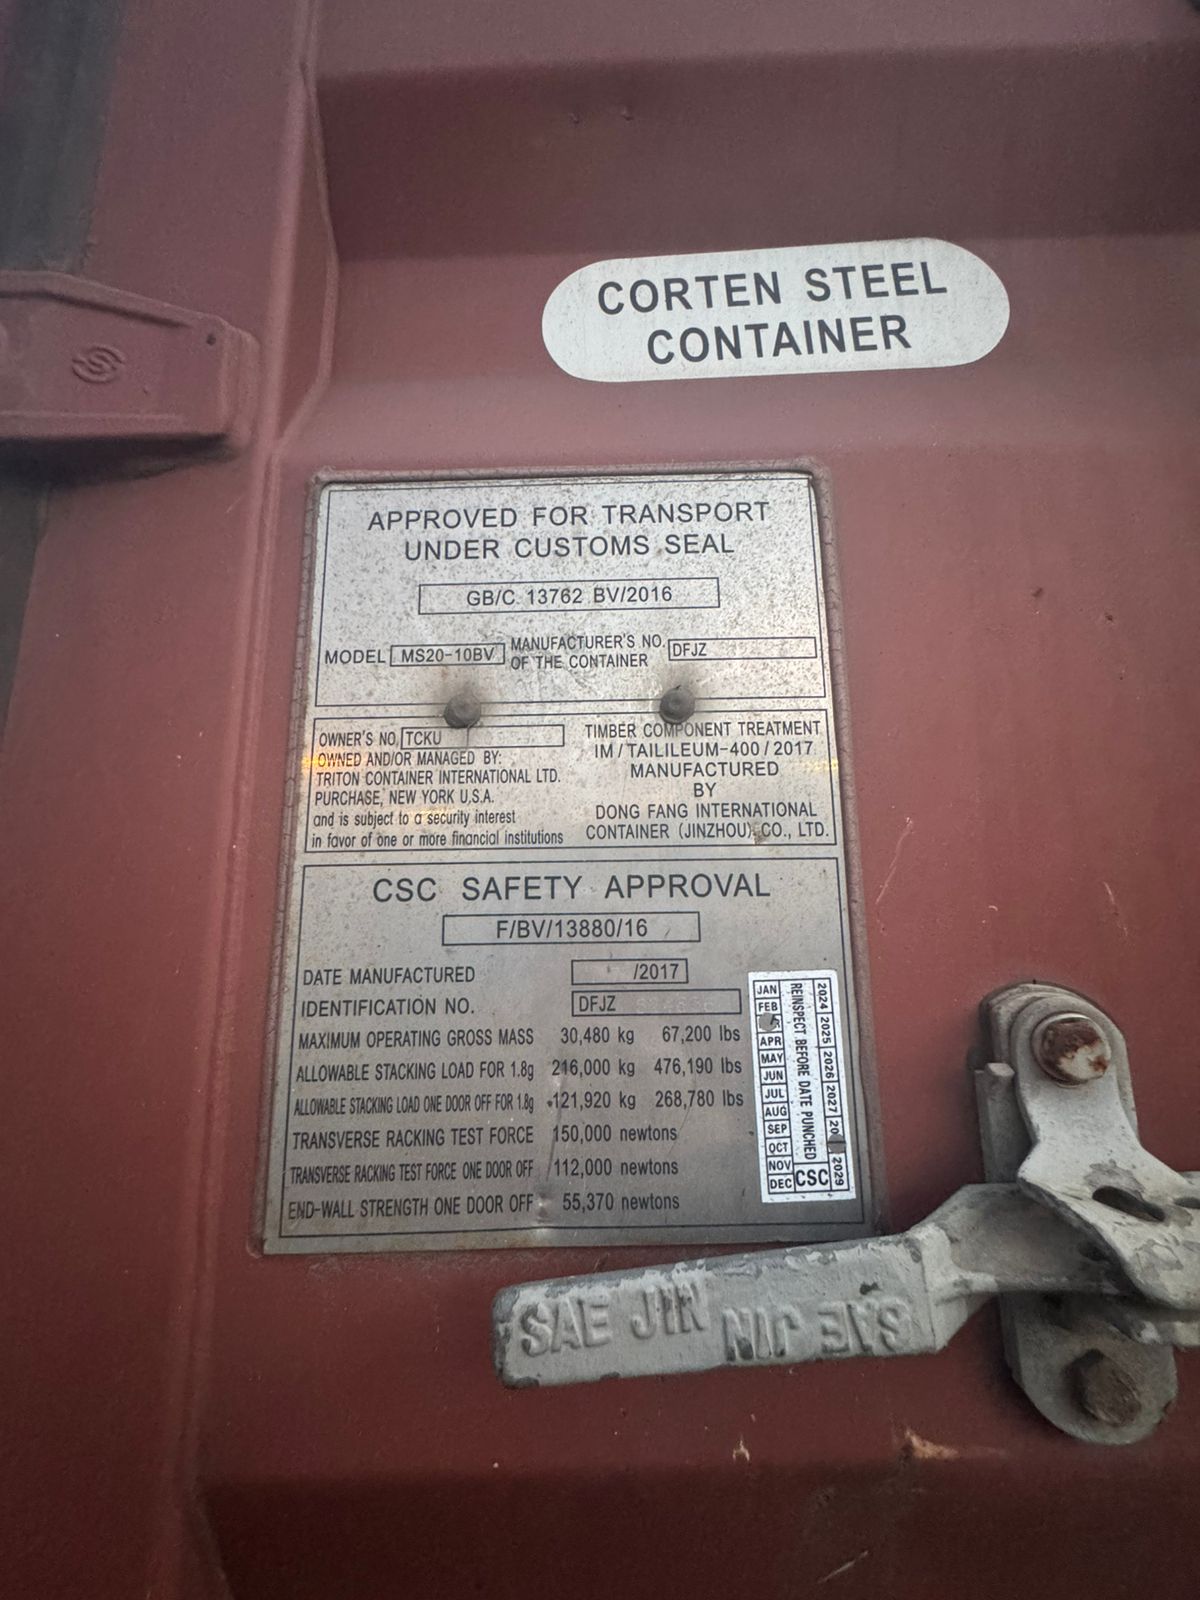 CORTEN STEEL
CONTAINER
APPROVED FOR TRANSPORT
UNDER CUSTOMS SEAL
GB/C 13762 BV/2016
MODEL MS20-10BV
MANUFACTURER'S NO.
OF THE CONTAINER
DFJZ
OWNER'S NO. TCKU
OWNED AND/OR MANAGED BY:
TRITON CONTAINER INTERNATIONAL LTD.
PURCHASE, NEW YORK U.S.A.
and is subject to a security interest
in favor of one or more financial institutions
TIMBER COMPONENT TREATMENT
IM / TAILILEUM-400 / 2017
MANUFACTURED
BY
DONG FANG INTERNATIONAL
CONTAINER (JINZHOU) CO., LTD.
CSC SAFETY APPROVAL
F/BV/13880/16
DATE MANUFACTURED /2017
IDENTIFICATION NO. DFJZ
MAXIMUM OPERATING GROSS MASS 30,480 kg 67,200 lbs
ALLOWABLE STACKING LOAD FOR 1.8g 216,000 kg 476,190 lbs
ALLOWABLE STACKING LOAD ONE DOOR OFF FOR 1.8g 121,920 kg 268,780 lbs
TRANSVERSE RACKING TEST FORCE 150,000 newtons
TRANSVERSE RACKING TEST FORCE ONE DOOR OFF 112,000 newtons
END-WALL STRENGTH ONE DOOR OFF 55,370 newtons
JAN
FEB
APR
MAY
JUN
JUL
AUG
SEP
OCT
NOV
DEC
REINSPECT BEFORE DATE PUNCHED
CSC
2024 2025 2026 2027 20 2029
SAE JIN
SAE JIN